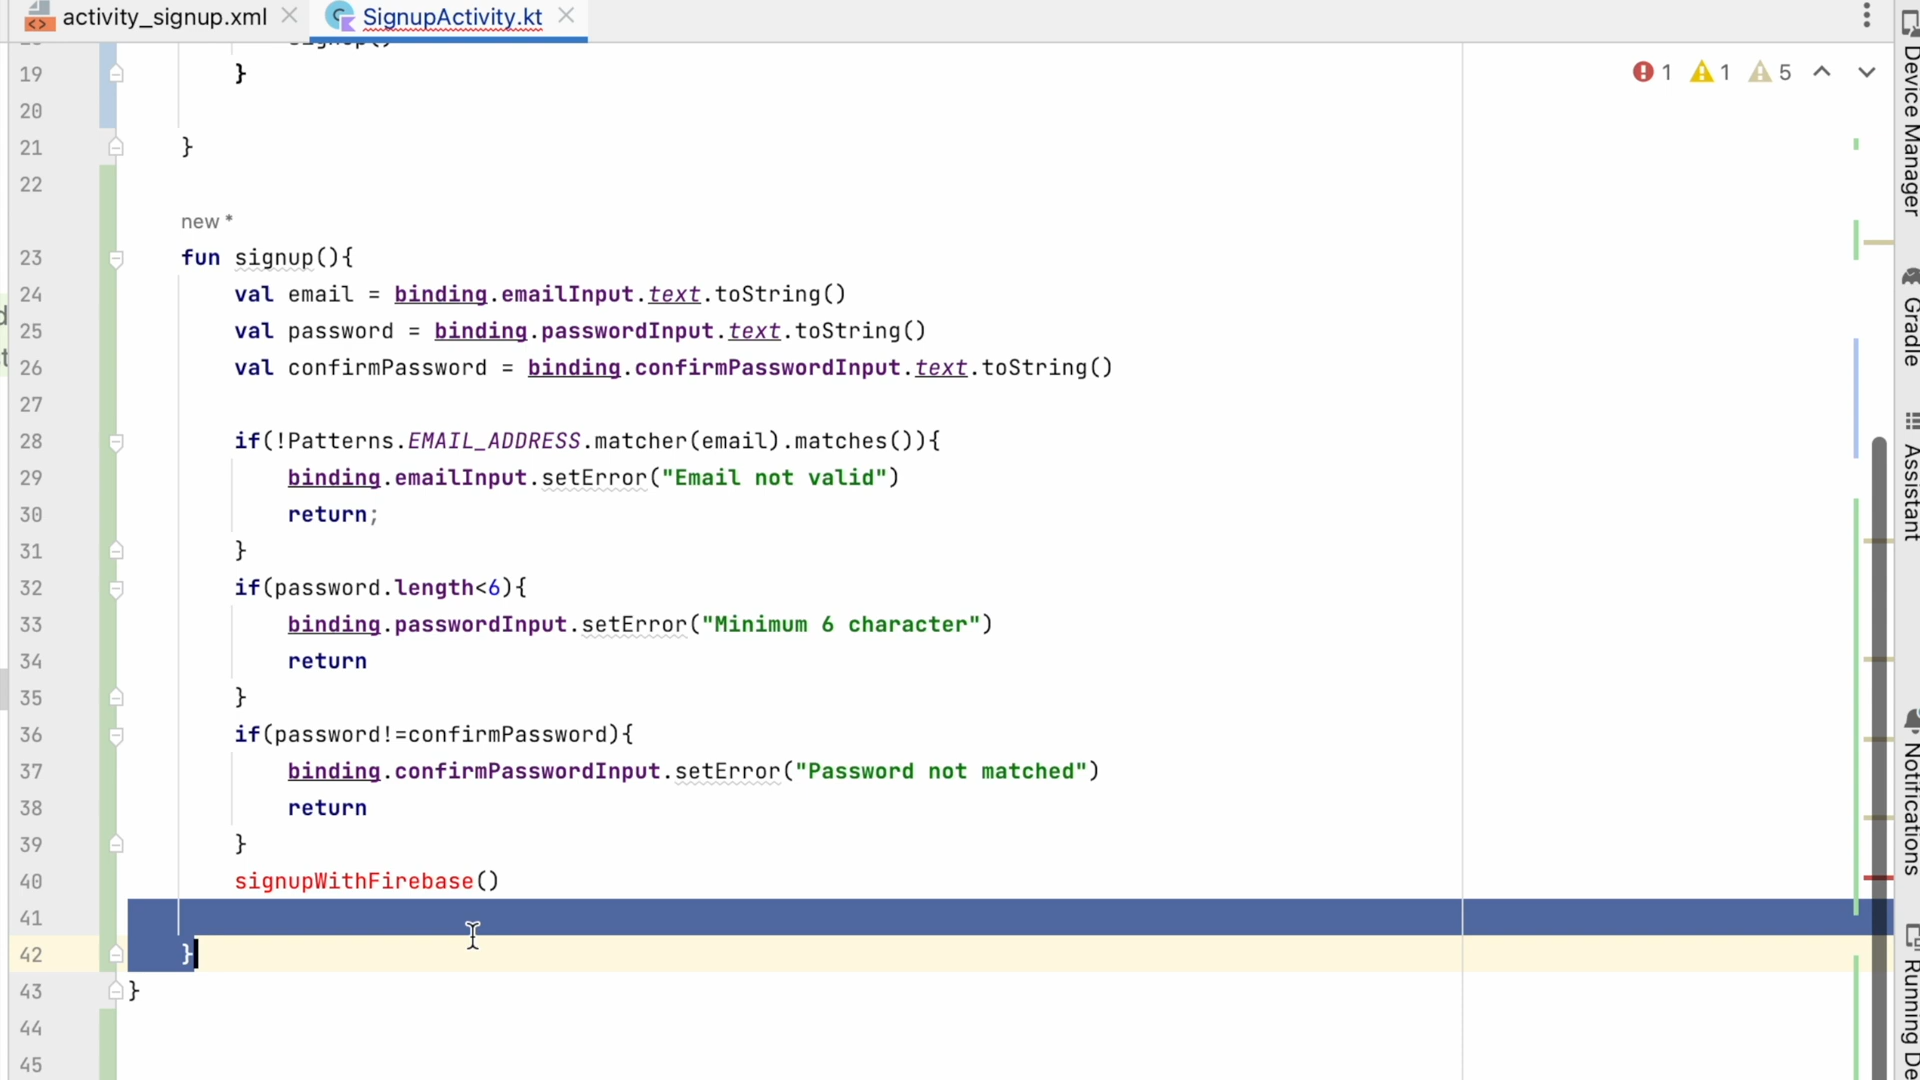 activity_signup.xml
SignupActivity.kt
19 }
1 1 5
20
21 }
22
new *
23 fun signup(){
24 val email = binding.emailInput.text.toString()
25 val password = binding.passwordInput.text.toString()
26 val confirmPassword = binding.confirmPasswordInput.text.toString()
27
28 if(!Patterns.EMAIL_ADDRESS.matcher(email).matches()){
29 binding.emailInput.setError("Email not valid")
30 return;
31 }
32 if(password.length<6){
33 binding.passwordInput.setError("Minimum 6 character")
34 return
35 }
36 if(password!=confirmPassword){
37 binding.confirmPasswordInput.setError("Password not matched")
38 return
39 }
40 signupWithFirebase()
41
42 }
43 }
44
45
Device Manager
Gradle
Assistant
Notifications
Running De